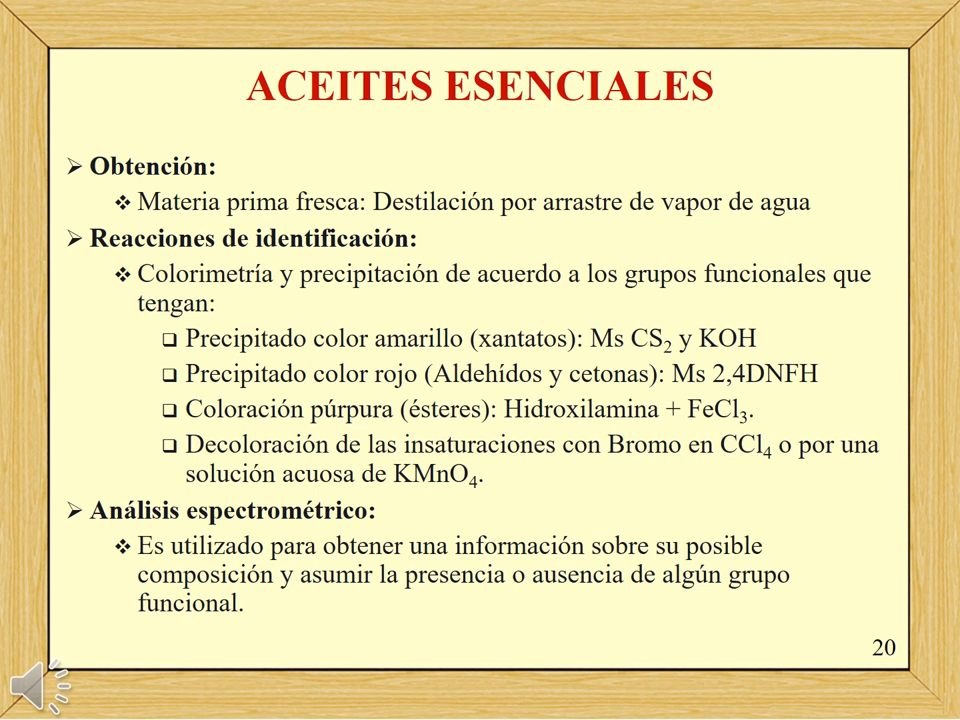 ACEITES ESENCIALES
➢ Obtención:
❖ Materia prima fresca: Destilación por arrastre de vapor de agua
➢ Reacciones de identificación:
❖ Colorimetría y precipitación de acuerdo a los grupos funcionales que
tengan:
❑ Precipitado color amarillo (xantatos): Ms CS₂ y KOH
❑ Precipitado color rojo (Aldehídos y cetonas): Ms 2,4DNFH
❑ Coloración púrpura (ésteres): Hidroxilamina + FeCl₃.
❑ Decoloración de las insaturaciones con Bromo en CCl₄ o por una
solución acuosa de KMnO₄.
➢ Análisis espectrométrico:
❖ Es utilizado para obtener una información sobre su posible
composición y asumir la presencia o ausencia de algún grupo
funcional.
20